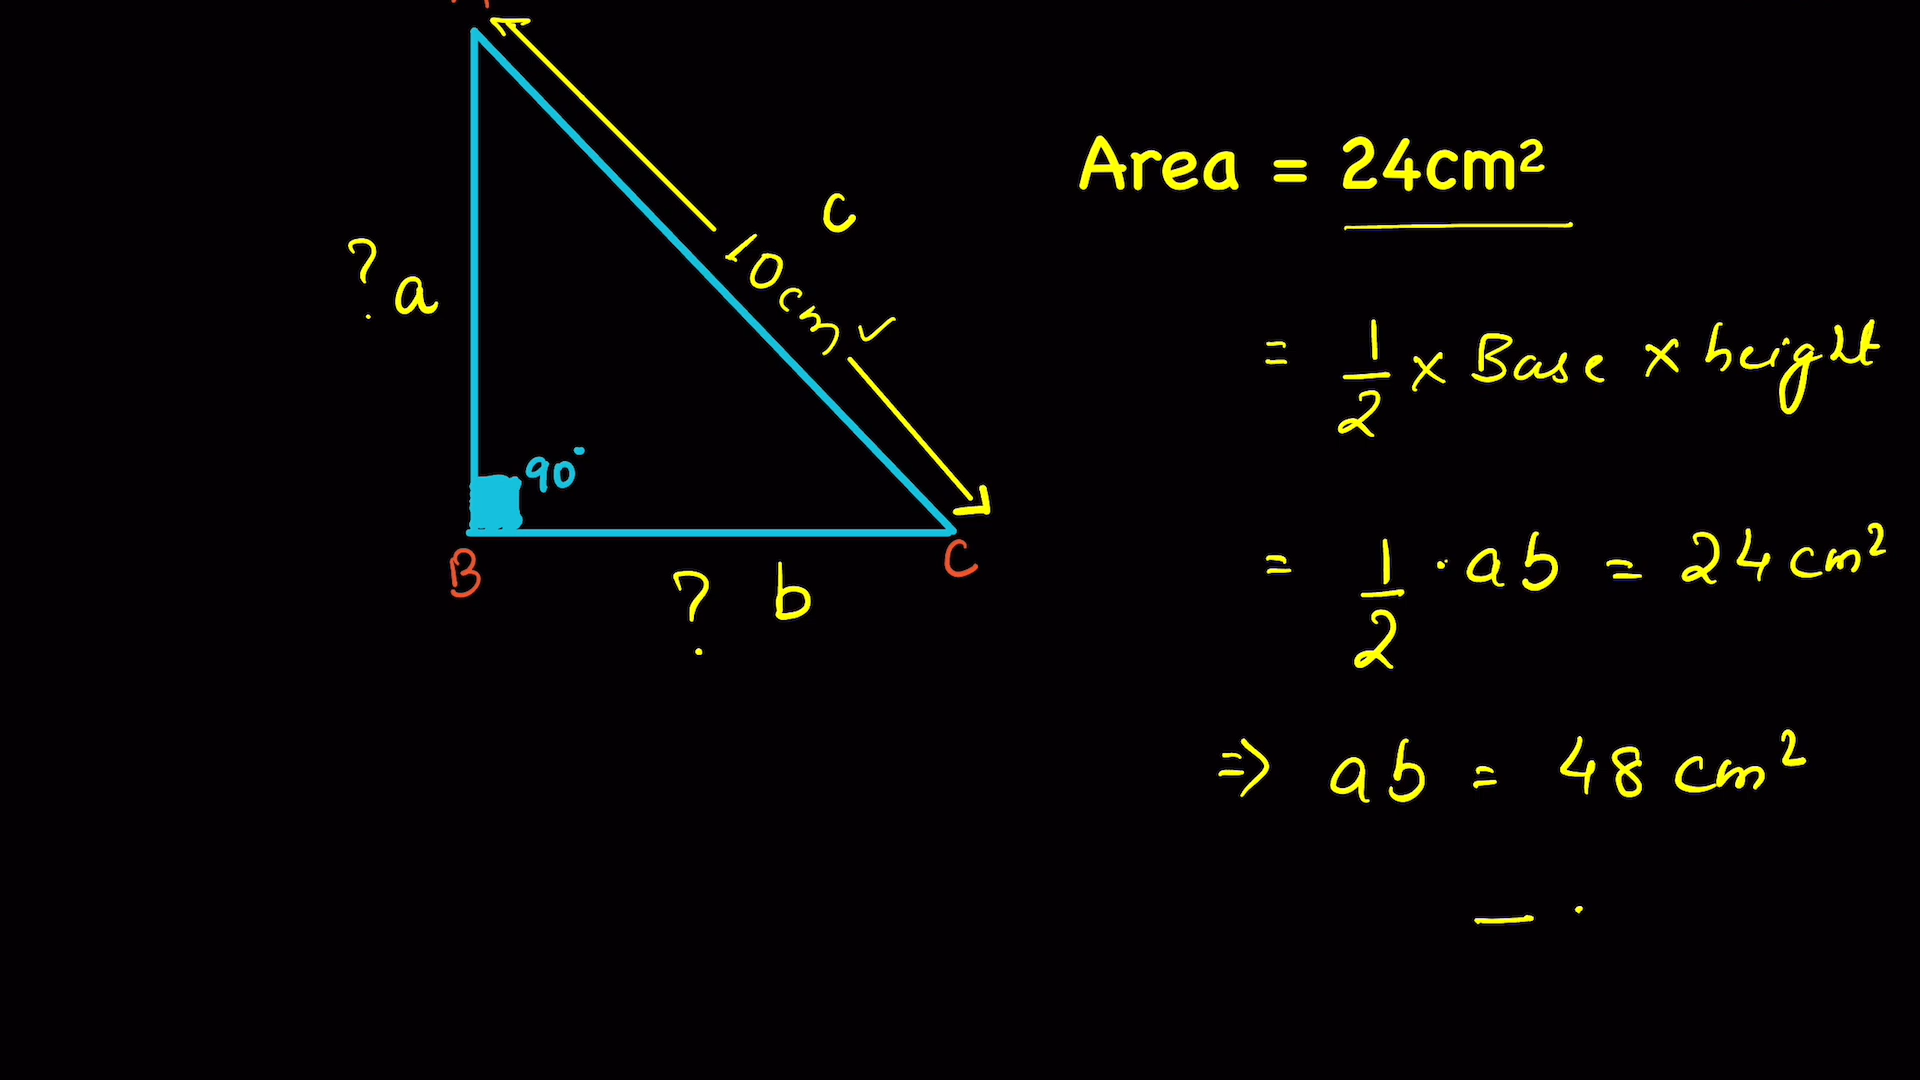 Area = 24cm²
c
10cm ✓
? a
= 1/2 × Base × height
90°
B
C
? b
= 1/2 · ab = 24 cm²
⇒ ab = 48 cm²
— ·